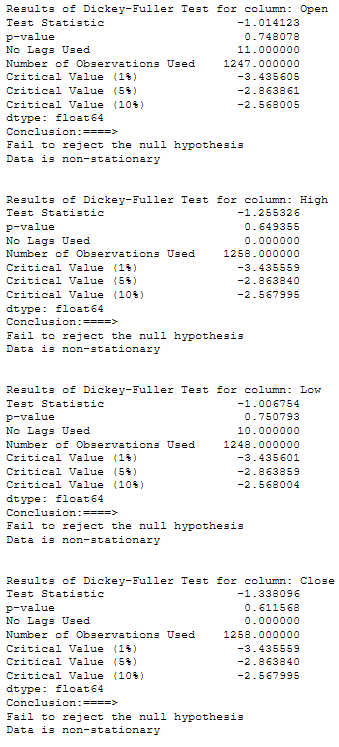 Results of Dickey-Fuller Test for column: Open
Test Statistic -1.014123
p-value 0.748078
No Lags Used 11.000000
Number of Observations Used 1247.000000
Critical Value (1%) -3.435605
Critical Value (5%) -2.863861
Critical Value (10%) -2.568005
dtype: float64
Conclusion:====>
Fail to reject the null hypothesis
Data is non-stationary
Results of Dickey-Fuller Test for column: High
Test Statistic -1.255326
p-value 0.649355
No Lags Used 0.000000
Number of Observations Used 1258.000000
Critical Value (1%) -3.435559
Critical Value (5%) -2.863840
Critical Value (10%) -2.567995
dtype: float64
Conclusion:====>
Fail to reject the null hypothesis
Data is non-stationary
Results of Dickey-Fuller Test for column: Low
Test Statistic -1.006754
p-value 0.750793
No Lags Used 10.000000
Number of Observations Used 1248.000000
Critical Value (1%) -3.435601
Critical Value (5%) -2.863859
Critical Value (10%) -2.568004
dtype: float64
Conclusion:====>
Fail to reject the null hypothesis
Data is non-stationary
Results of Dickey-Fuller Test for column: Close
Test Statistic -1.338096
p-value 0.611568
No Lags Used 0.000000
Number of Observations Used 1258.000000
Critical Value (1%) -3.435559
Critical Value (5%) -2.863840
Critical Value (10%) -2.567995
dtype: float64
Conclusion:====>
Fail to reject the null hypothesis
Data is non-stationary